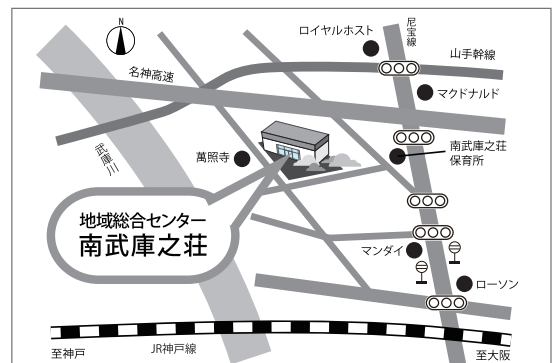 N
ロイヤルホスト
尼宝線
山手幹線
名神高速
マクドナルド
武庫川
萬照寺
南武庫之荘
保育所
地域総合センター
南武庫之荘
マンダイ
ローソン
至神戸
JR神戸線
至大阪